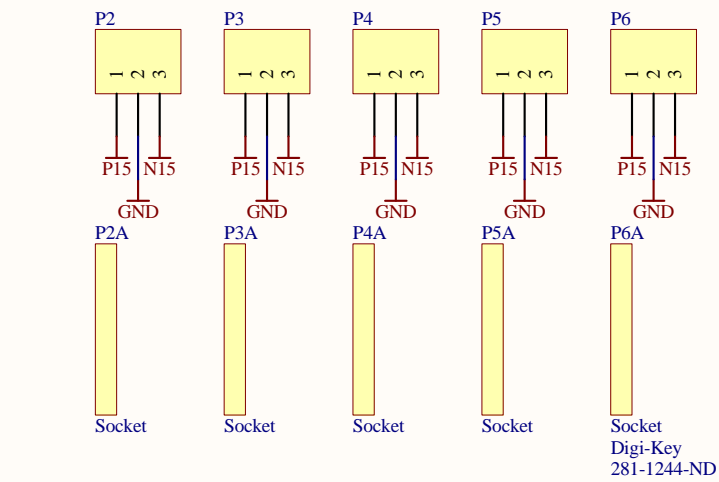 P2 P3 P4 P5 P6
1 2 3 1 2 3 1 2 3 1 2 3 1 2 3
P15 N15 P15 N15 P15 N15 P15 N15 P15 N15
GND GND GND GND GND
P2A P3A P4A P5A P6A
Socket Socket Socket Socket Socket
Digi-Key
281-1244-ND